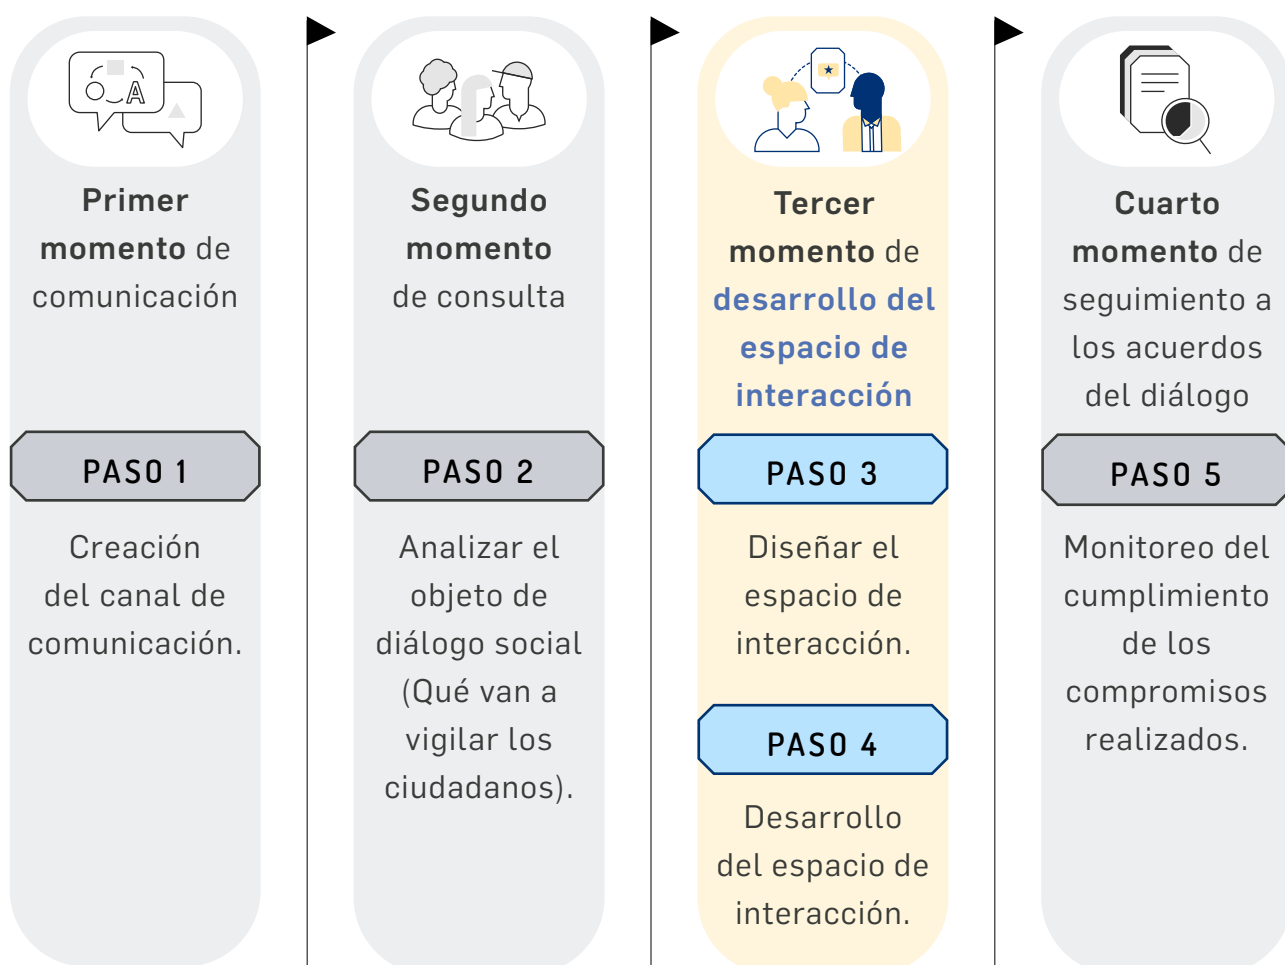 Primer
momento de
comunicación
PASO 1
Creación
del canal de
comunicación.
Segundo
momento
de consulta
PASO 2
Analizar el
objeto de
diálogo social
(Qué van a
vigilar los
ciudadanos).
Tercer
momento de
desarrollo del
espacio de
interacción
PASO 3
Diseñar el
espacio de
interacción.
PASO 4
Desarrollo
del espacio de
interacción.
Cuarto
momento de
seguimiento a
los acuerdos
del diálogo
PASO 5
Monitoreo del
cumplimiento
de los
compromisos
realizados.